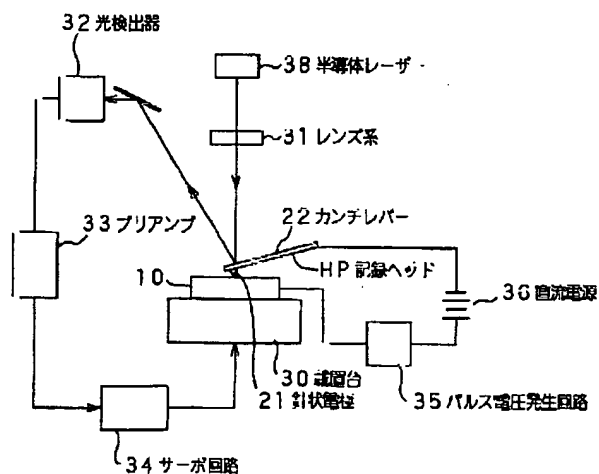 32光検出器
38半導体レーザ
31レンズ系
33プリアンプ
22カンチレバー
HP記録ヘッド
10
36直流電源
30載置台
21針状電極
35パルス電圧発生回路
34サーボ回路